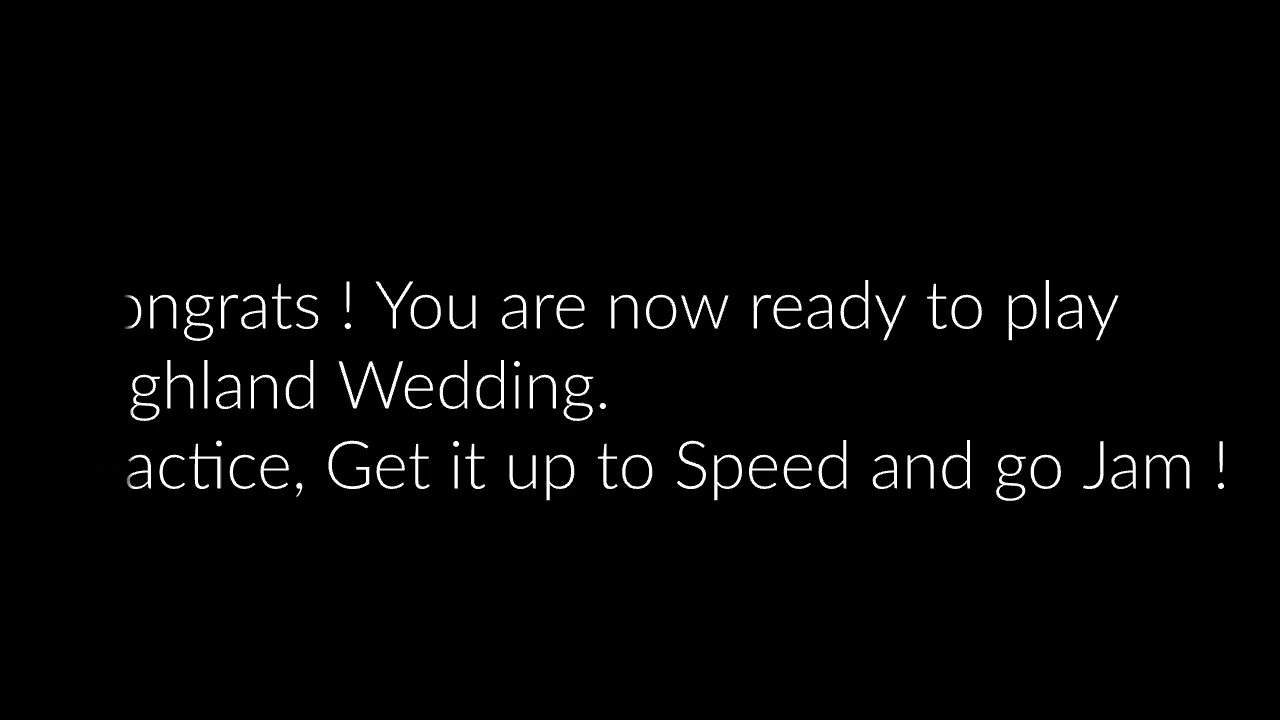 ongrats ! You are now ready to play
ghland Wedding.
actice, Get it up to Speed and go Jam !